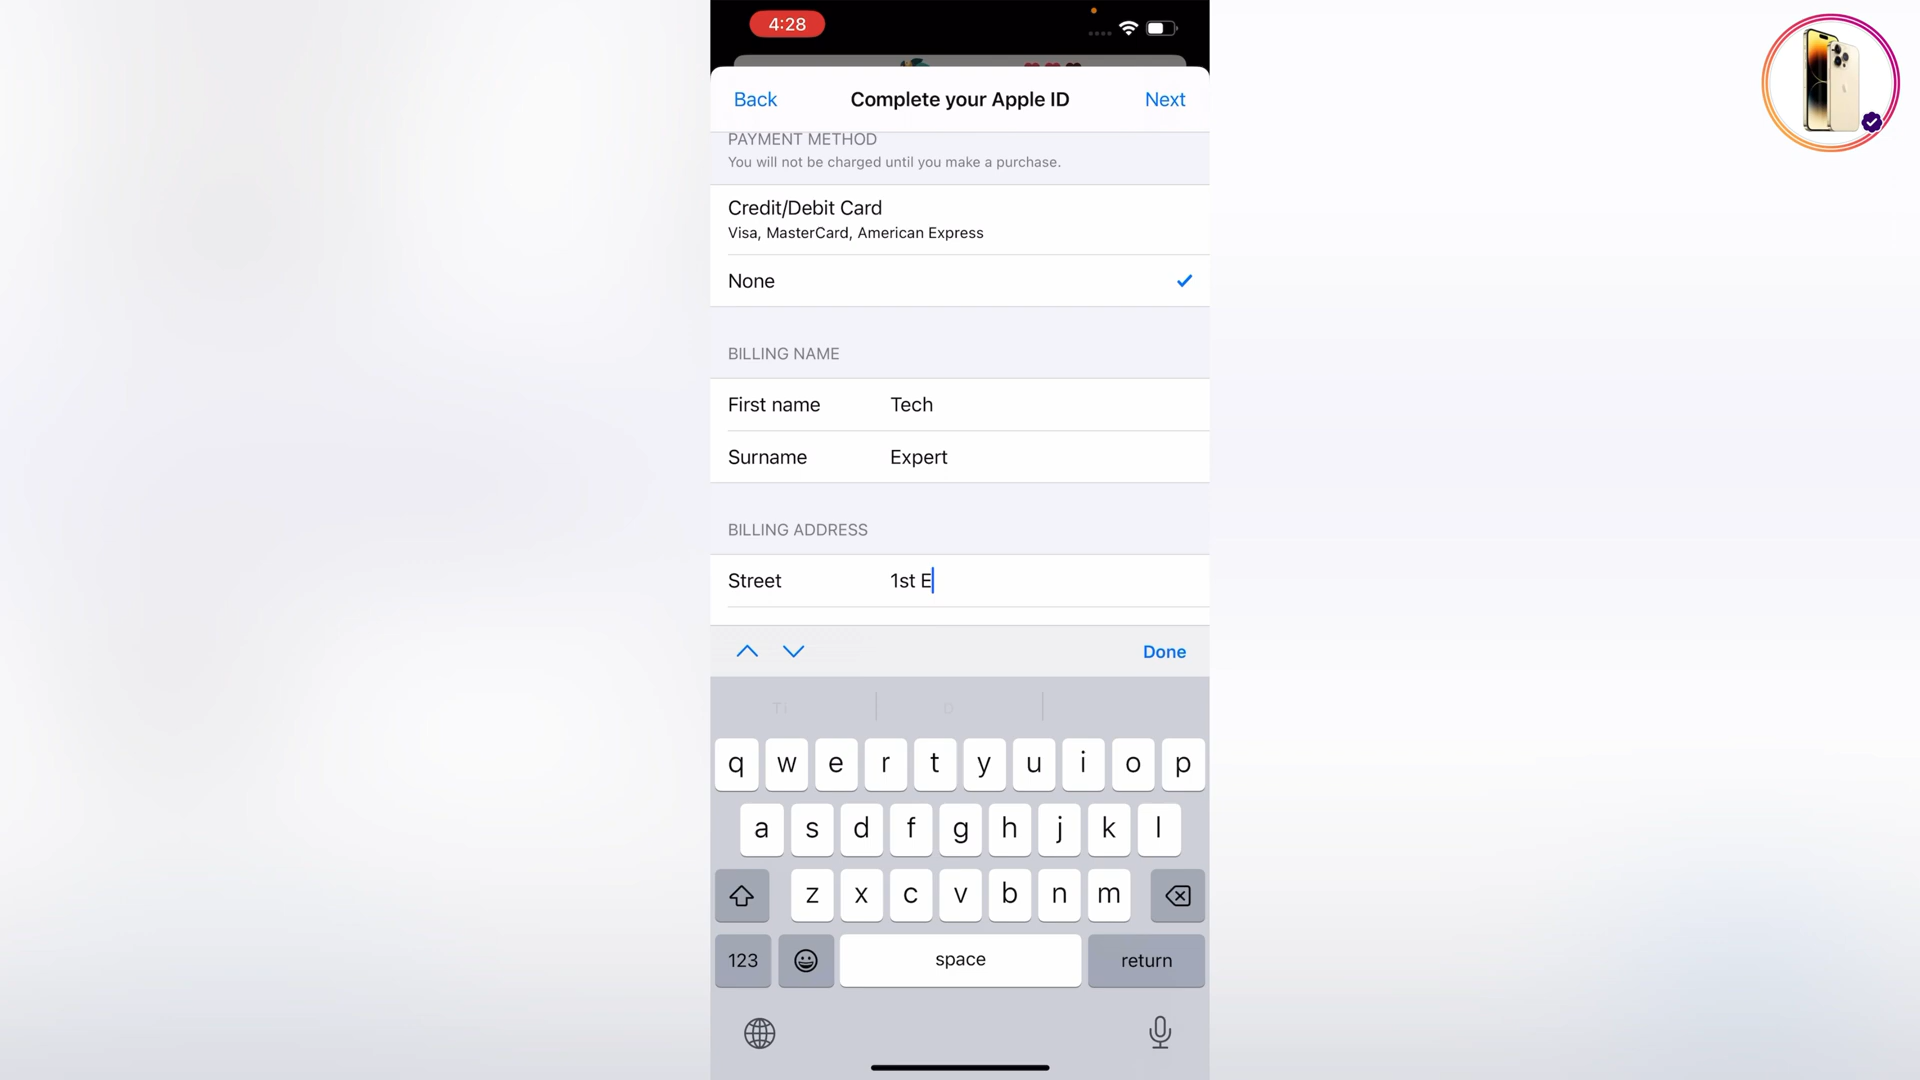 4:28
Back Complete your Apple ID Next
PAYMENT METHOD
You will not be charged until you make a purchase.
Credit/Debit Card
Visa, MasterCard, American Express
None
BILLING NAME
First name Tech
Surname Expert
BILLING ADDRESS
Street 1st E
Done
q w e r t y u i o p
a s d f g h j k l
z x c v b n m
123 space return